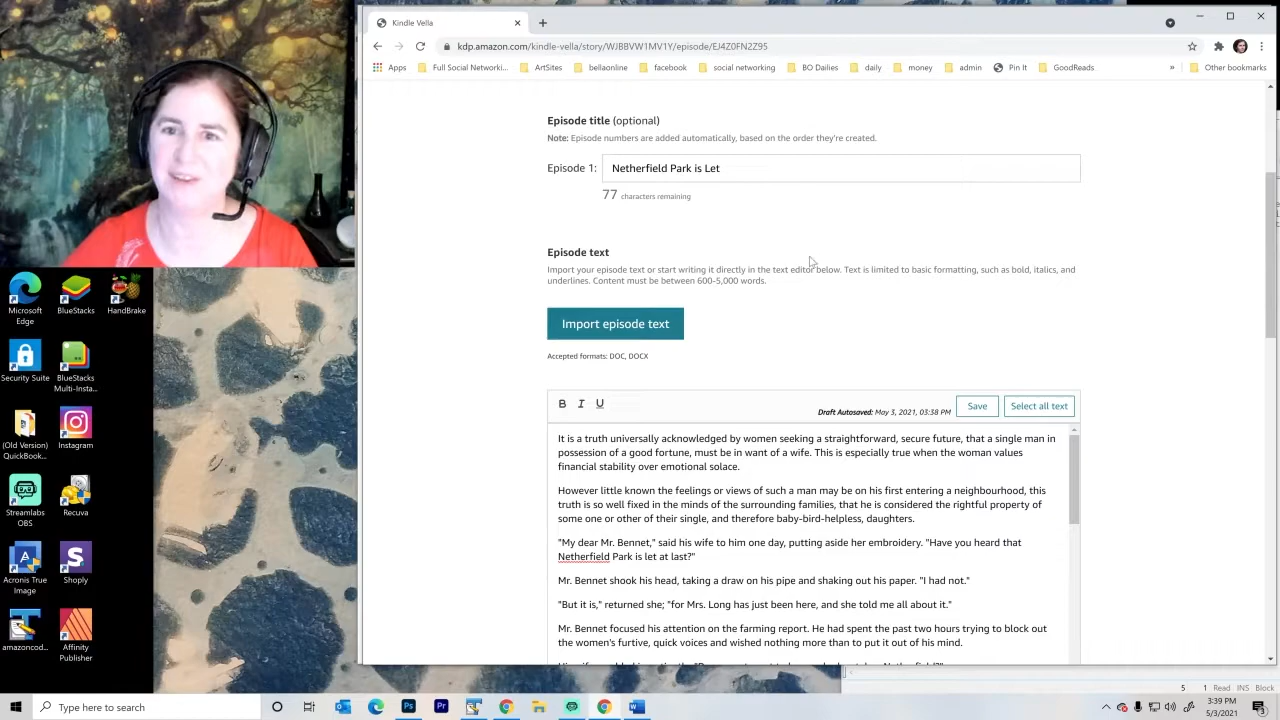 Kindle Vella
kdp.amazon.com/kindle-vella/story/WJBBVW1MV1Y/episode/EJ4Z0FN2Z95
Apps
Full Social Networki...
ArtSites
bellaonline
facebook
social networking
BO Dailies
daily
money
admin
Pin It
GoodReads
»
Other bookmarks
Episode title (optional)
Note: Episode numbers are added automatically, based on the order they're created.
Episode 1: Netherfield Park is Let
77 characters remaining
Episode text
Import your episode text or start writing it directly in the text editor below. Text is limited to basic formatting, such as bold, italics, and
underlines. Content must be between 600-5,000 words.
Import episode text
Accepted formats: DOC, DOCX
B I U
Draft Autosaved: May 3, 2021, 03:38 PM
Save
Select all text
It is a truth universally acknowledged by women seeking a straightforward, secure future, that a single man in
possession of a good fortune, must be in want of a wife. This is especially true when the woman values
financial stability over emotional solace.
However little known the feelings or views of such a man may be on his first entering a neighbourhood, this
truth is so well fixed in the minds of the surrounding families, that he is considered the rightful property of
some one or other of their single, and therefore baby-bird-helpless, daughters.
"My dear Mr. Bennet," said his wife to him one day, putting aside her embroidery. "Have you heard that
Netherfield Park is let at last?"
Mr. Bennet shook his head, taking a draw on his pipe and shaking out his paper. "I had not."
"But it is," returned she; "for Mrs. Long has just been here, and she told me all about it."
Mr. Bennet focused his attention on the farming report. He had spent the past two hours trying to block out
the women's furtive, quick voices and wished nothing more than to put it out of his mind.
Microsoft
Edge
BlueStacks
HandBrake
Security Suite
BlueStacks
Multi-Insta...
(Old Version)
QuickBook...
Instagram
Streamlabs
OBS
Recuva
Acronis True
Image
Shoply
amazoncod...
Affinity
Publisher
1 Read INS Block
Type here to search
Ps
Pr
3:39 PM
5/3/2021